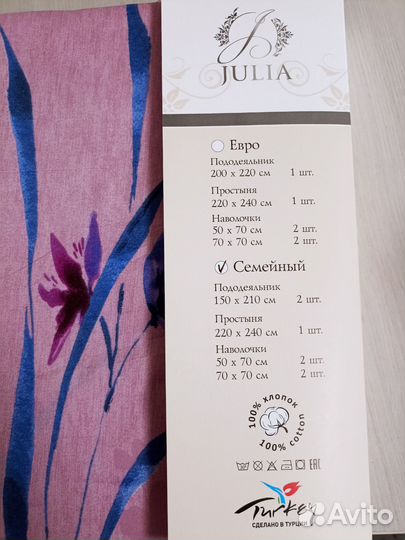 JULIA
Евро
Пододеяльник
200 x 220 см 1 шт.
Простыня
220 x 240 см 1 шт.
Наволочки
50 x 70 см 2 шт.
70 x 70 см 2 шт.
Семейный
Пододеяльник
150 x 210 см 2 шт.
Простыня
220 x 240 см 1 шт.
Наволочки
50 x 70 см 2 шт.
70 x 70 см 2 шт.
100% хлопок
100% cotton
EAC
Turkey
СДЕЛАНО В ТУРЦИИ
Avito